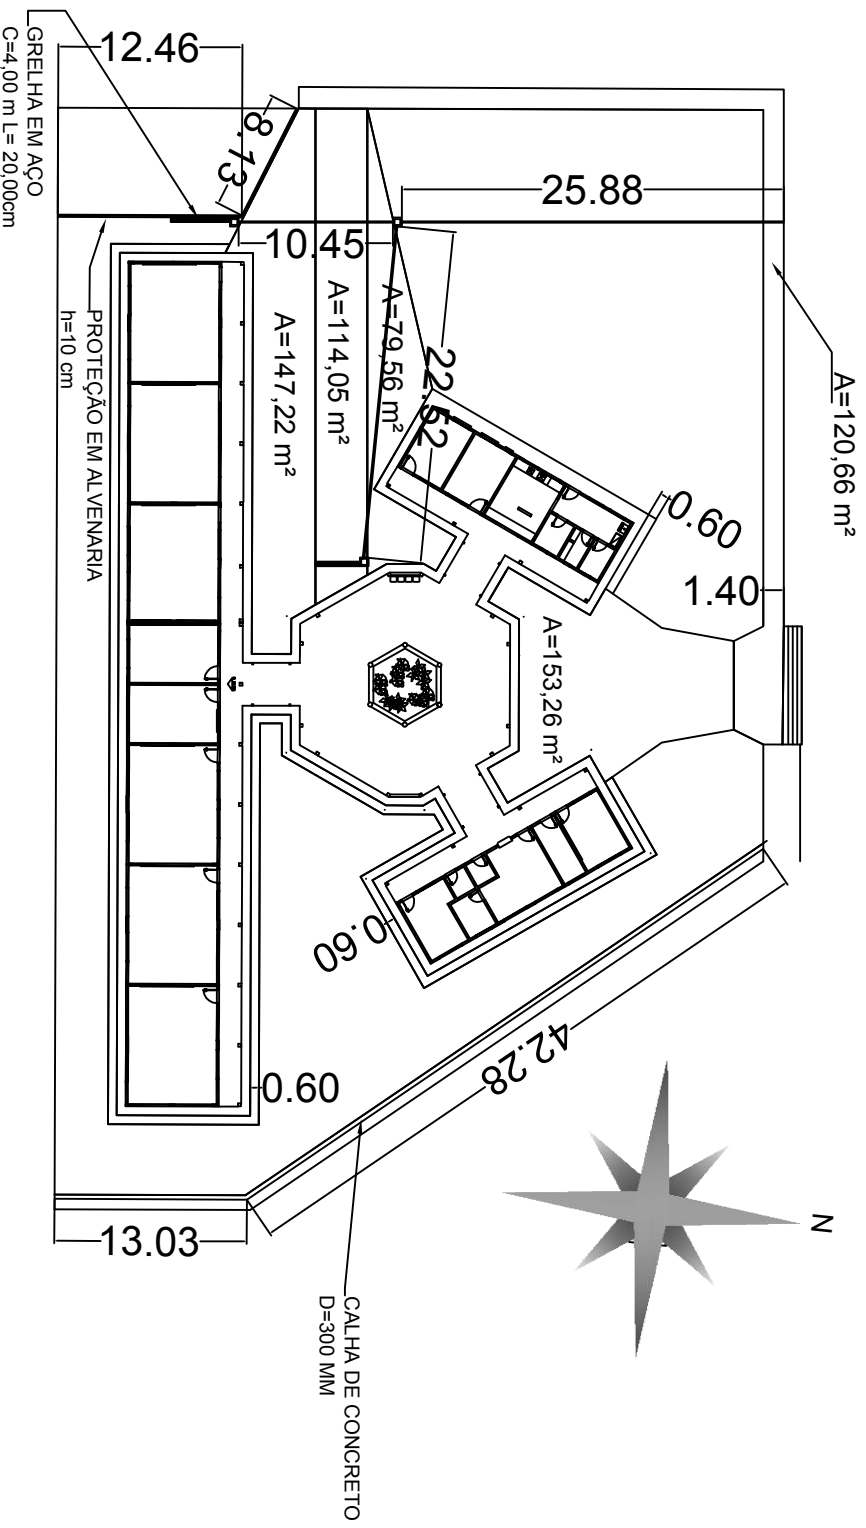 GRELHA EM AÇO
C=4,00 m L= 20,00cm
12.46
8.13
25.88
10.45
A=120,66 m²
PROTEÇÃO EM ALVENARIA
h=10 cm
A=147,22 m²
A=114,05 m²
A=79,56 m²
22.52
0.60
1.40
A=153,26 m²
0.60
0.60
42.28
13.03
N
CALHA DE CONCRETO
D=300 MM